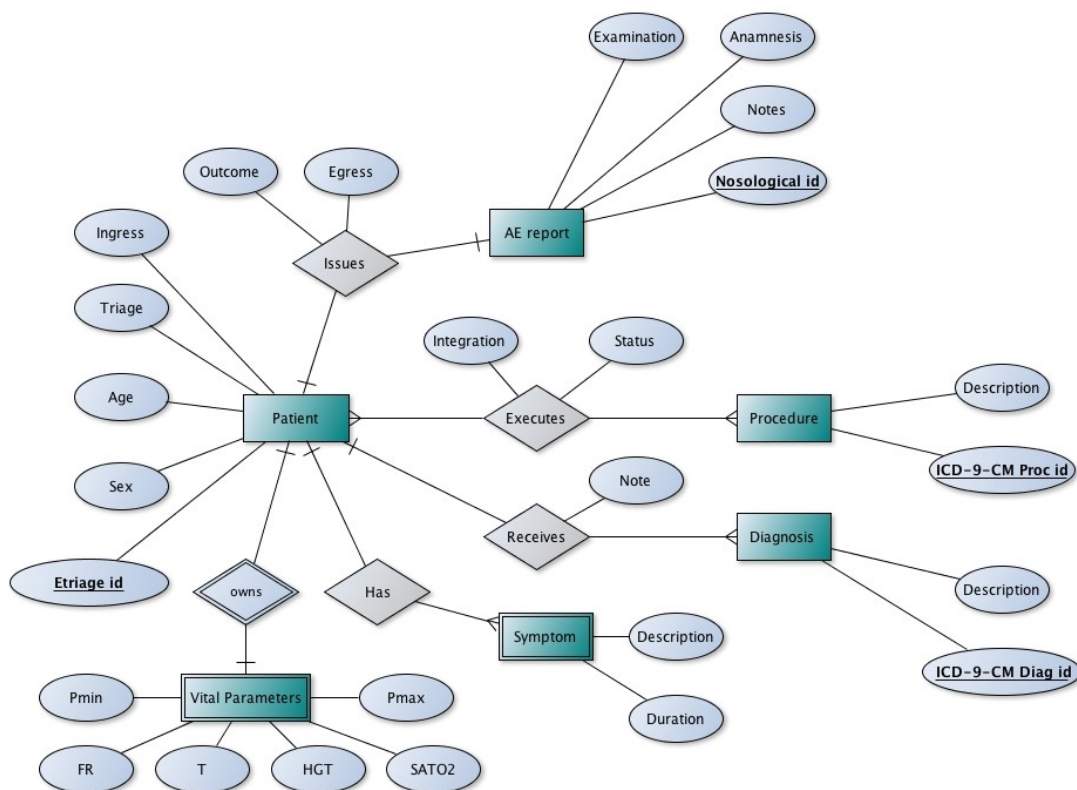 Examination
Anamnesis
Notes
Outcome
Egress
Nosological id
AE report
Ingress
Issues
Triage
Integration
Status
Age
Patient
Executes
Procedure
Description
ICD-9-CM Proc id
Sex
Note
Receives
Diagnosis
Etriage id
owns
Has
Description
Symptom
Description
ICD-9-CM Diag id
Pmin
Vital Parameters
Pmax
Duration
FR
T
HGT
SATO2